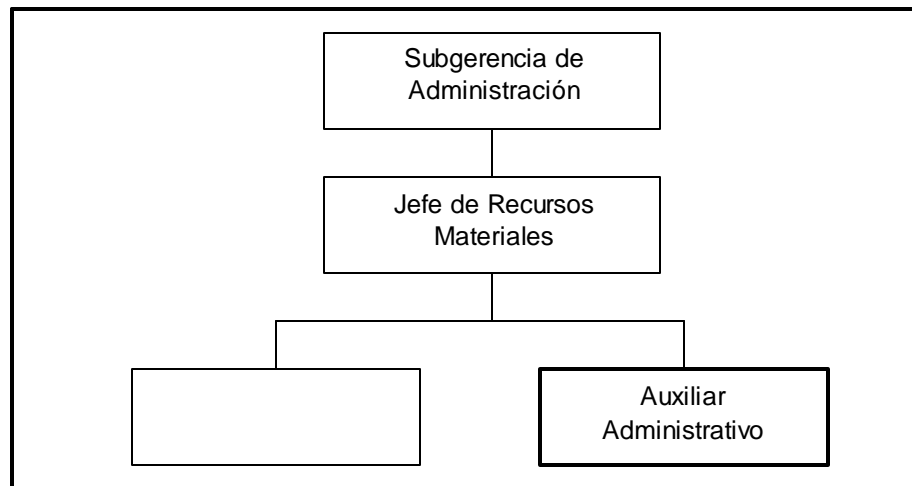 Subgerencia de
Administración
Jefe de Recursos
Materiales
Auxiliar
Administrativo